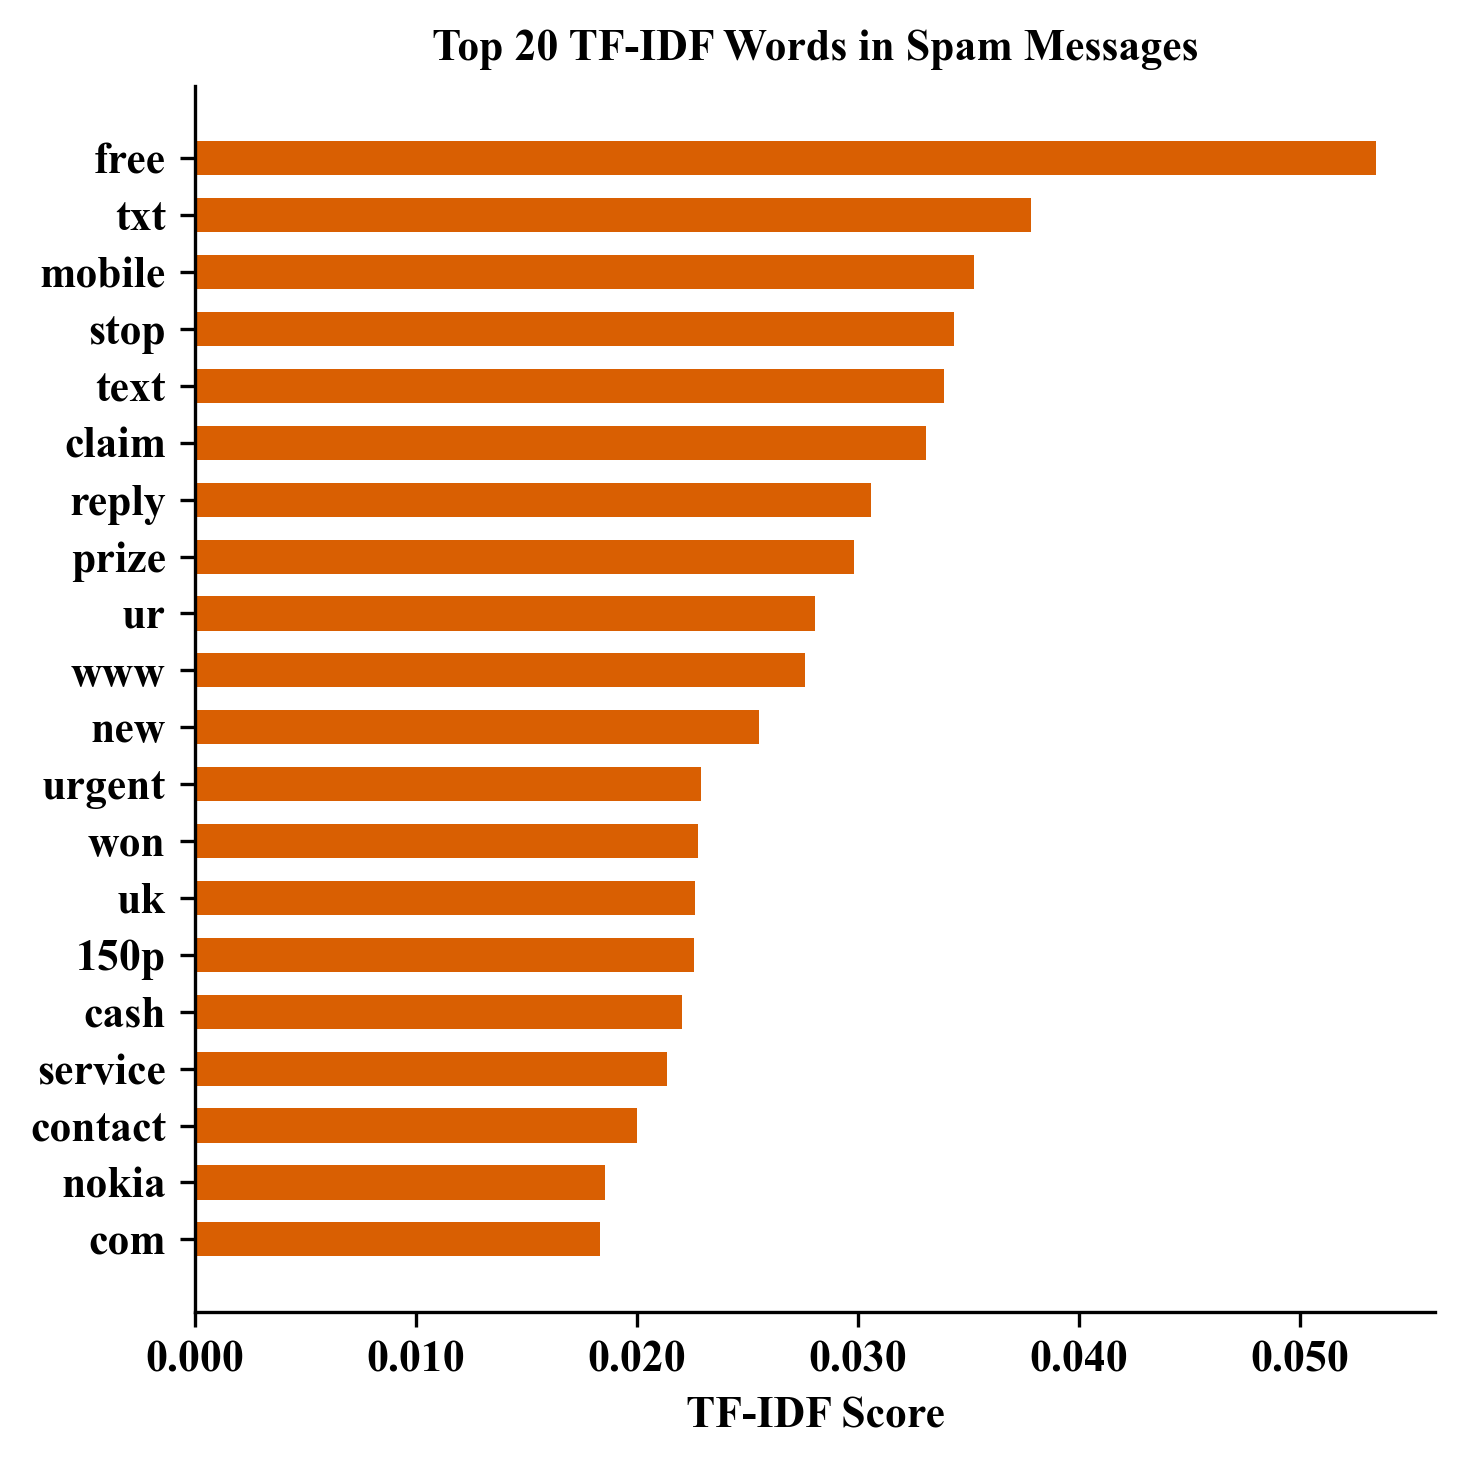 Top 20 TF-IDF Words in Spam Messages
free
txt
mobile
stop
text
claim
reply
prize
ur
www
new
urgent
won
uk
150p
cash
service
contact
nokia
com
0.000 0.010 0.020 0.030 0.040 0.050
TF-IDF Score